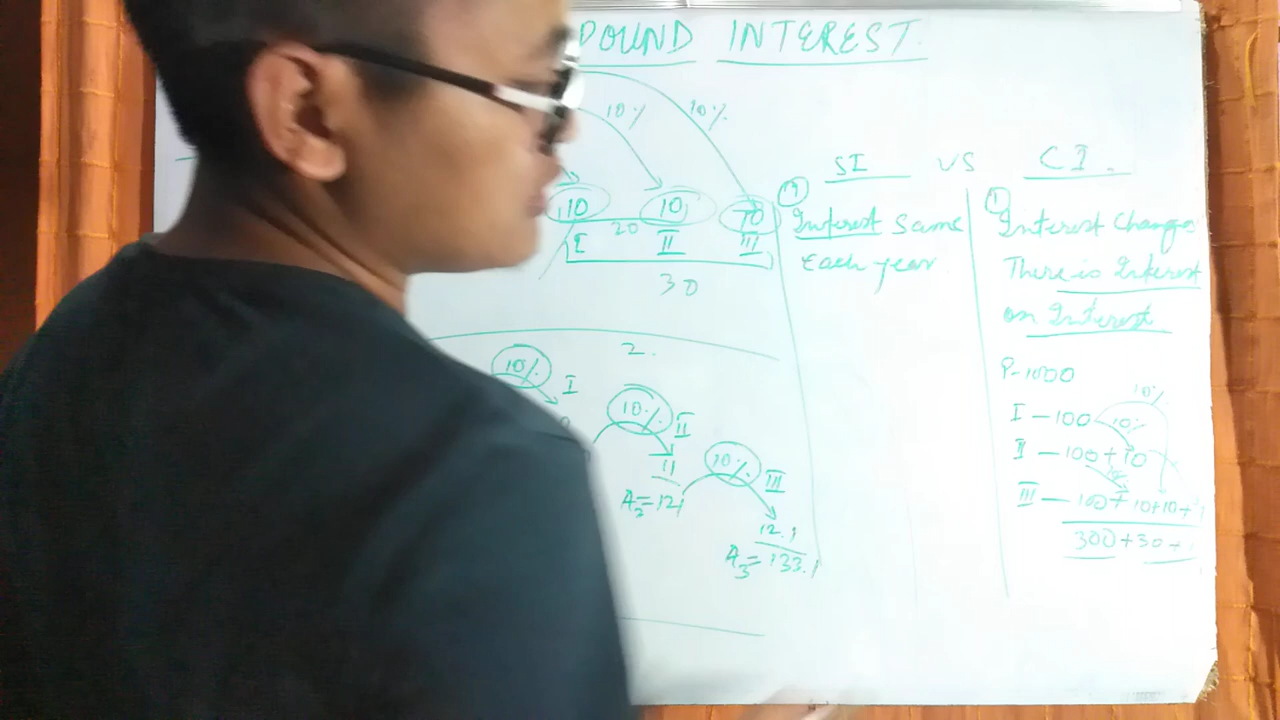 POUND INTEREST.
10% 10%
SI VS CI.
10 10 10
20
I II III
30
Interest Same
Each year
1
Interest Changes
There is Interest
on Interest
2.
10% I
10% II
11
A2=121
10% III
12.1
A3=133.1
P-1000
10%
I - 100 10%
II - 100+10
III - 100+10+10+1
300+30+